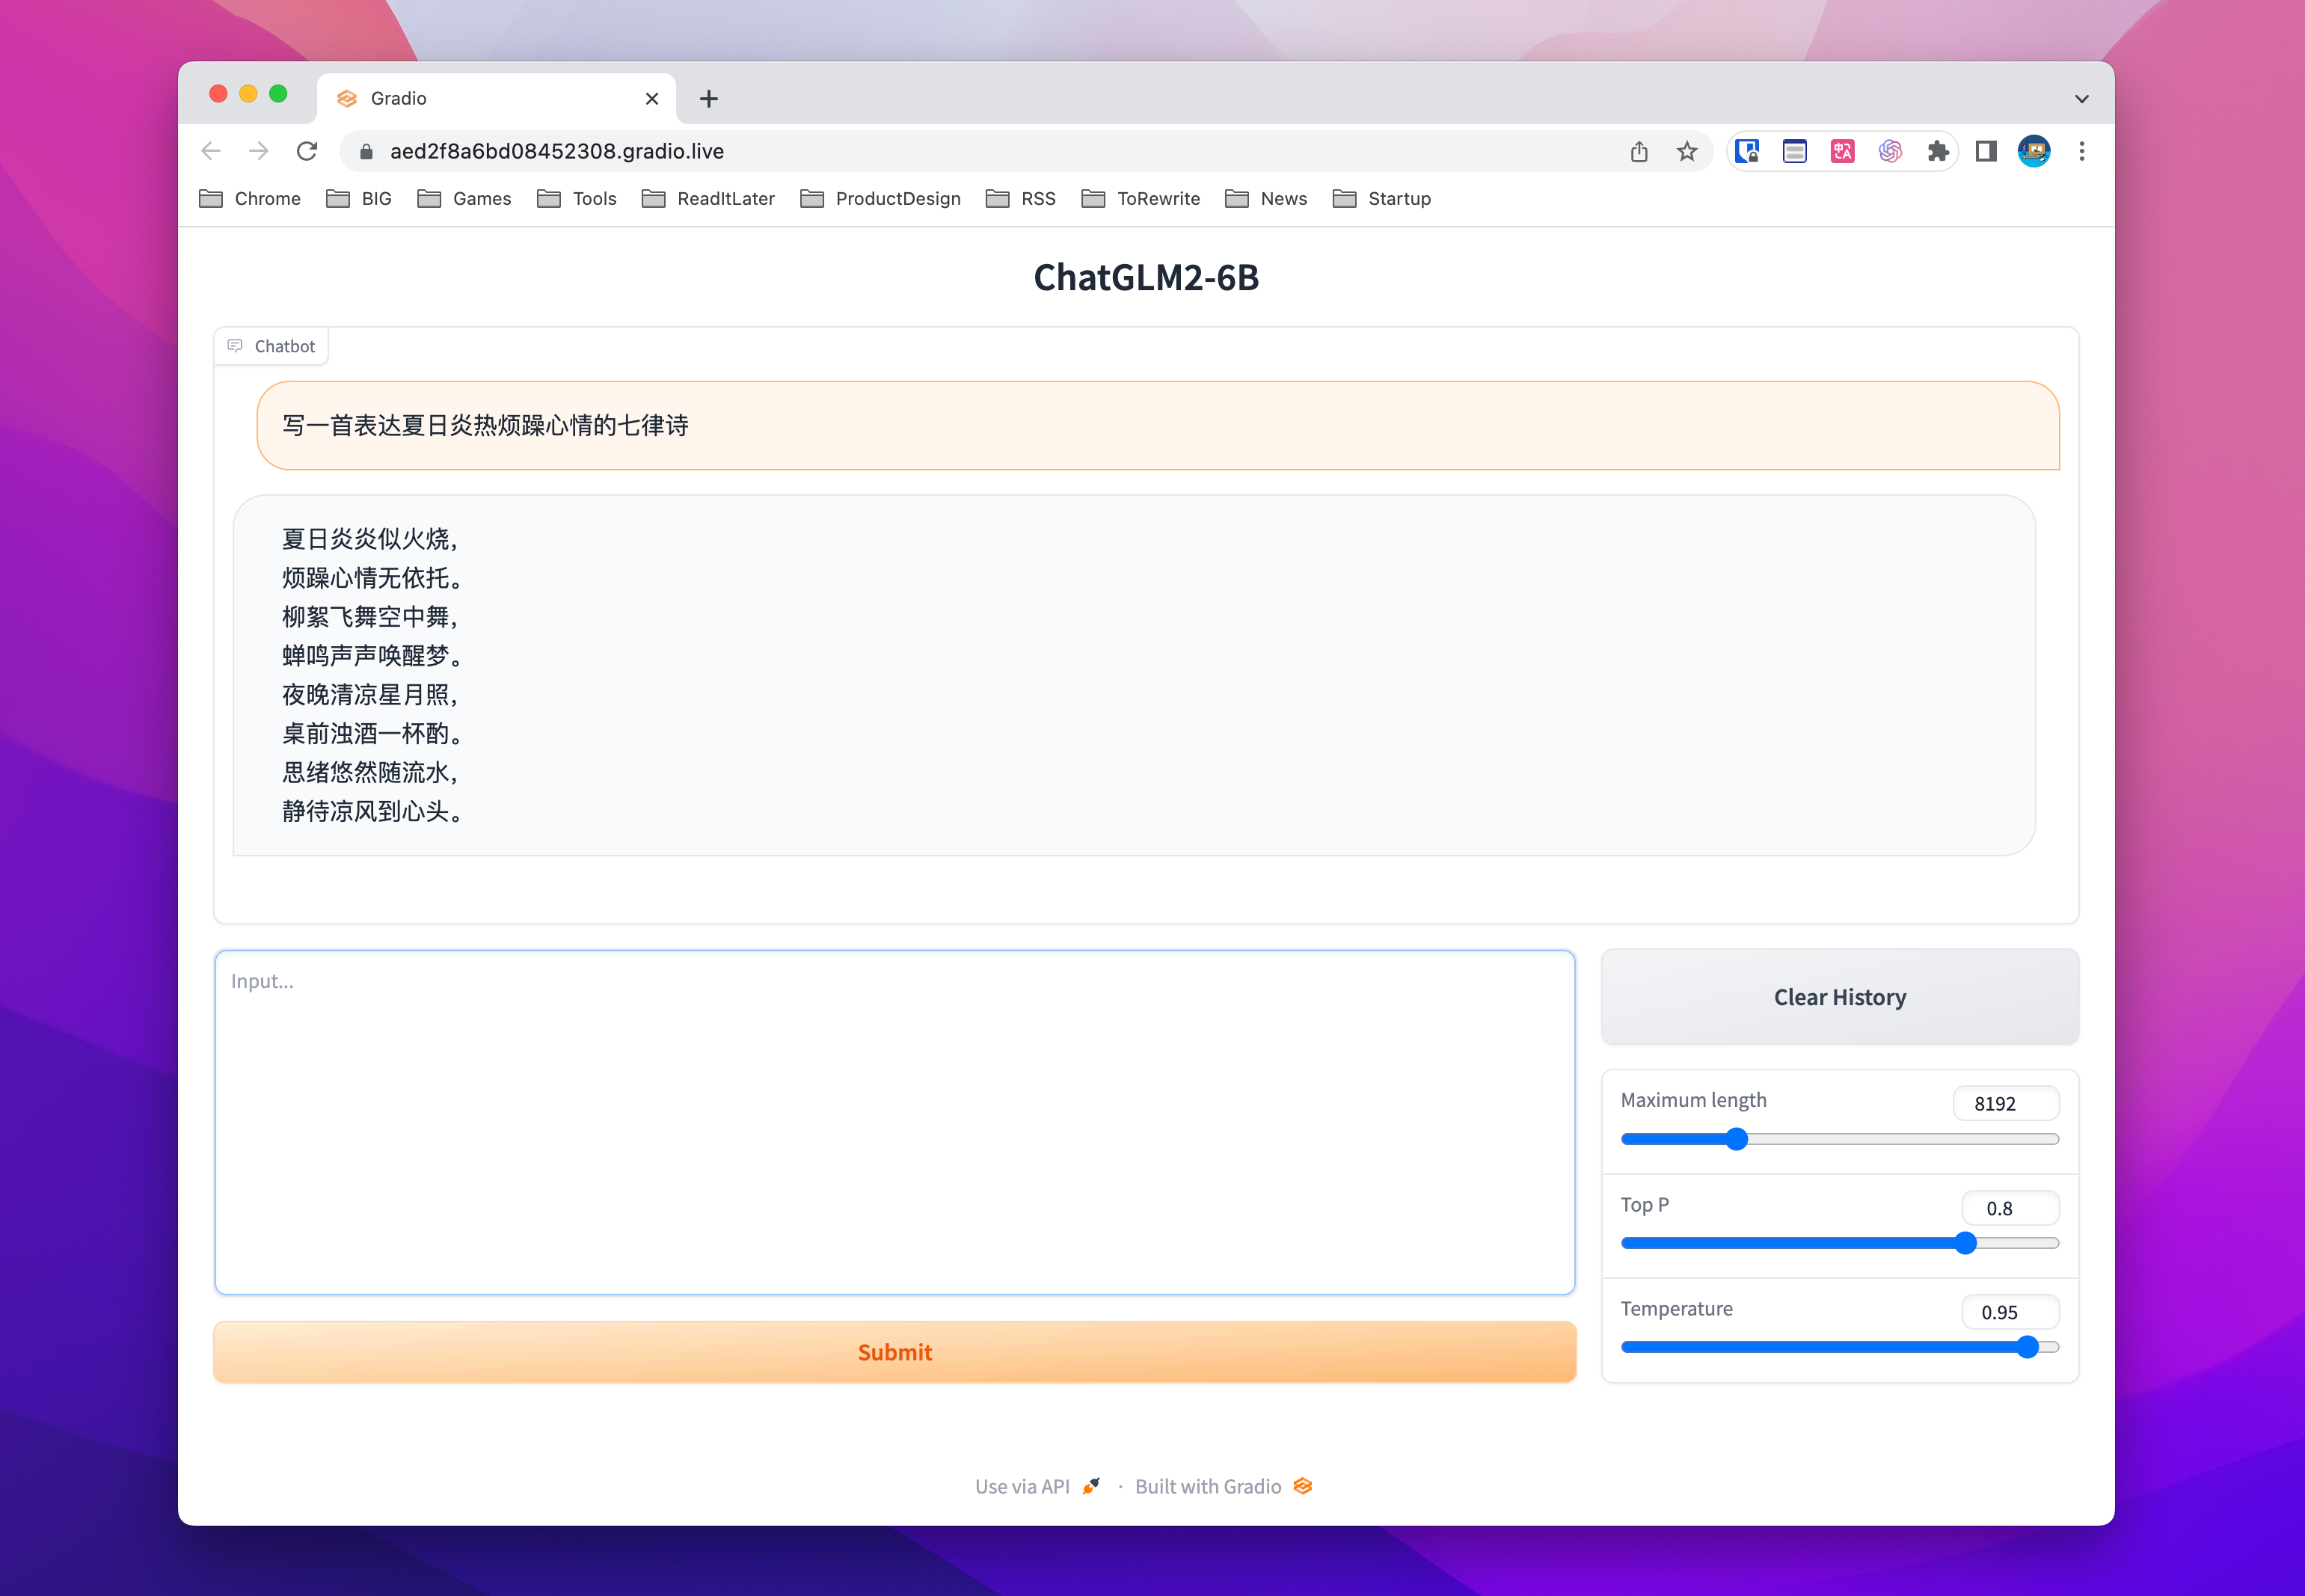 Gradio
aed2f8a6bd08452308.gradio.live
Chrome BIG Games Tools ReadItLater ProductDesign RSS ToRewrite News Startup
ChatGLM2-6B
Chatbot
写一首表达夏日炎热烦躁心情的七律诗
夏日炎炎似火烧,
烦躁心情无依托。
柳絮飞舞空中舞,
蝉鸣声声唤醒梦。
夜晚清凉星月照,
桌前浊酒一杯酌。
思绪悠然随流水,
静待凉风到心头。
Input...
Clear History
Maximum length 8192
Top P 0.8
Temperature 0.95
Submit
Use via API · Built with Gradio